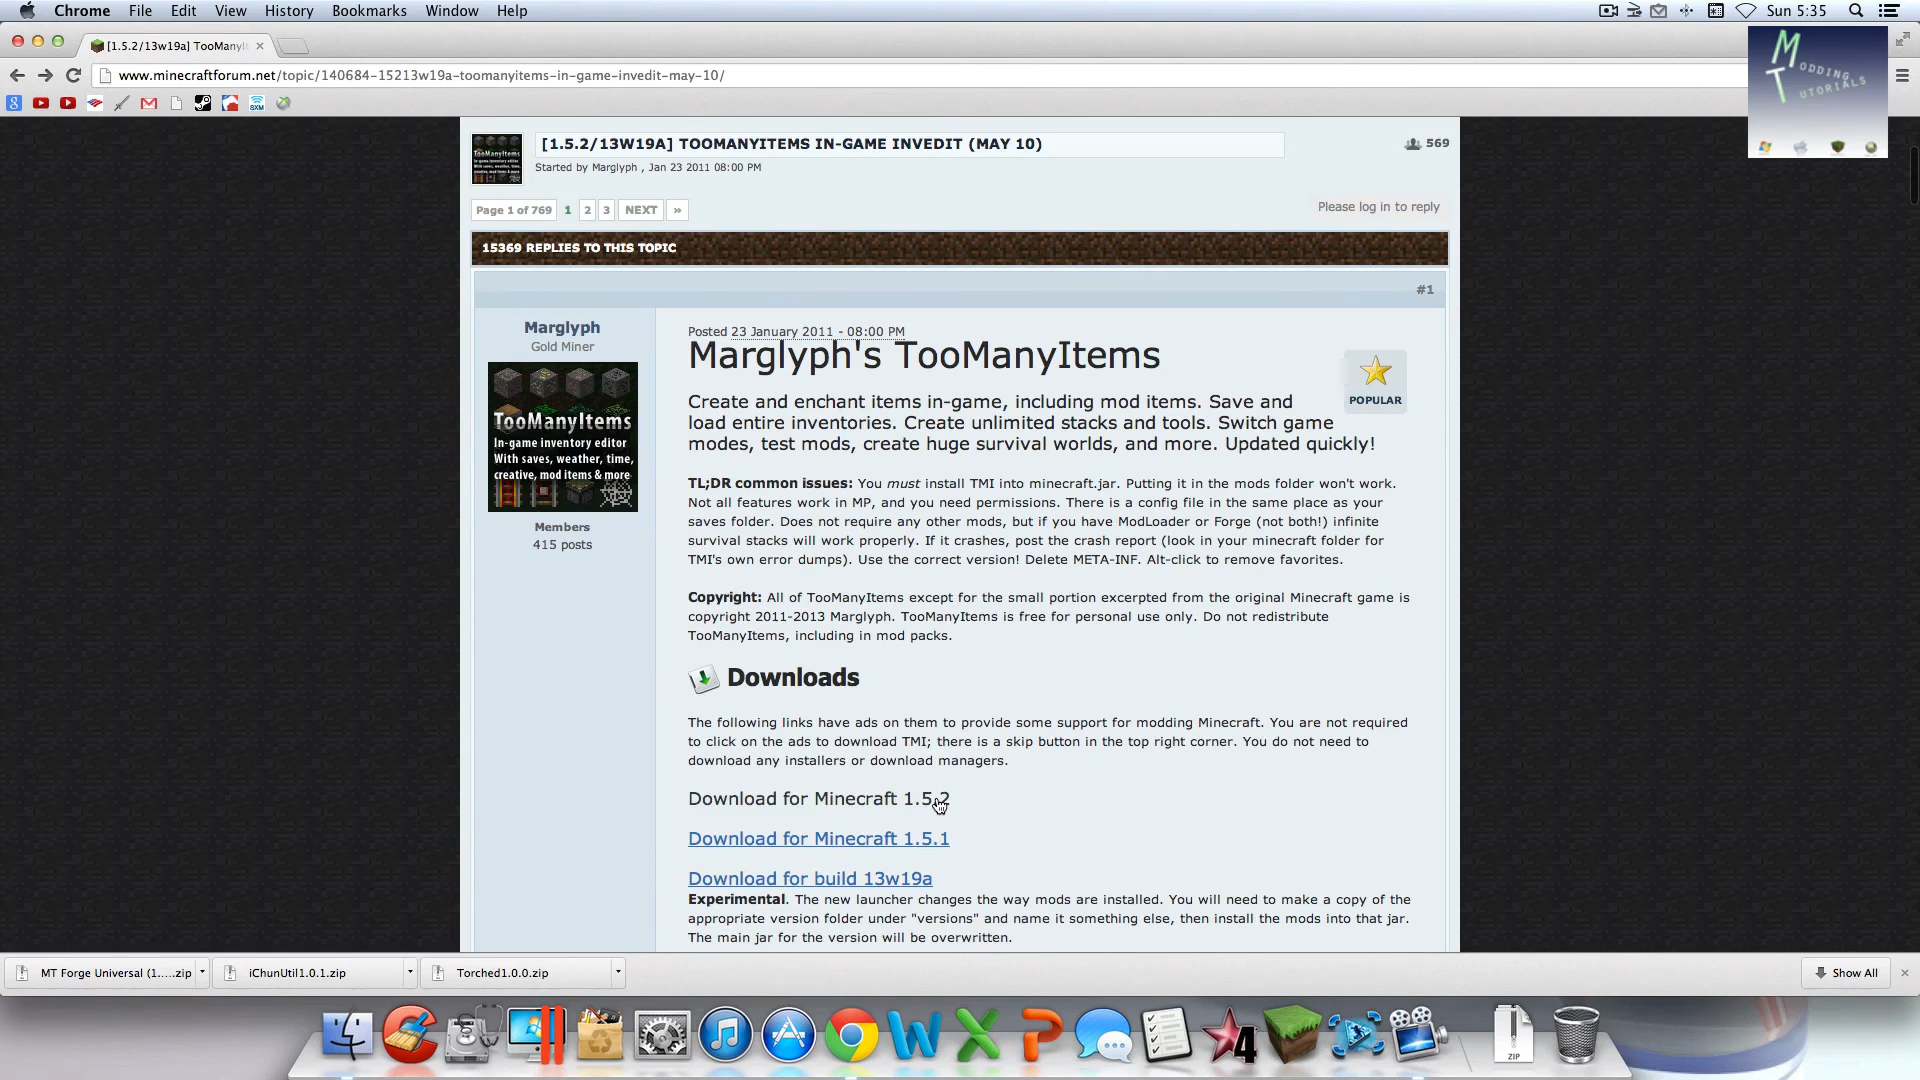 Chrome File Edit View History Bookmarks Window Help Sun 5:35
[1.5.2/13w19a] TooManyIt
www.minecraftforum.net/topic/140684-15213w19a-toomanyitems-in-game-invedit-may-10/
MODDING TUTORIALS
8 SXM
[1.5.2/13W19A] TOOMANYITEMS IN-GAME INVEDIT (MAY 10)
569
Started by Marglyph , Jan 23 2011 08:00 PM
Page 1 of 769 1 2 3 NEXT »
Please log in to reply
15369 REPLIES TO THIS TOPIC
#1
Marglyph
Gold Miner
TooManyItems
In-game inventory editor
With saves, weather, time,
creative, mod items & more
Members
415 posts
Posted 23 January 2011 - 08:00 PM
Marglyph's TooManyItems
POPULAR
Create and enchant items in-game, including mod items. Save and
load entire inventories. Create unlimited stacks and tools. Switch game
modes, test mods, create huge survival worlds, and more. Updated quickly!
TL;DR common issues: You must install TMI into minecraft.jar. Putting it in the mods folder won't work.
Not all features work in MP, and you need permissions. There is a config file in the same place as your
saves folder. Does not require any other mods, but if you have ModLoader or Forge (not both!) infinite
survival stacks will work properly. If it crashes, post the crash report (look in your minecraft folder for
TMI's own error dumps). Use the correct version! Delete META-INF. Alt-click to remove favorites.
Copyright: All of TooManyItems except for the small portion excerpted from the original Minecraft game is
copyright 2011-2013 Marglyph. TooManyItems is free for personal use only. Do not redistribute
TooManyItems, including in mod packs.
Downloads
The following links have ads on them to provide some support for modding Minecraft. You are not required
to click on the ads to download TMI; there is a skip button in the top right corner. You do not need to
download any installers or download managers.
Download for Minecraft 1.5.2
Download for Minecraft 1.5.1
Download for build 13w19a
Experimental. The new launcher changes the way mods are installed. You will need to make a copy of the
appropriate version folder under "versions" and name it something else, then install the mods into that jar.
The main jar for the version will be overwritten.
MT Forge Universal (1.....zip iChunUtil1.0.1.zip Torched1.0.0.zip Show All
W X P 4 ZIP